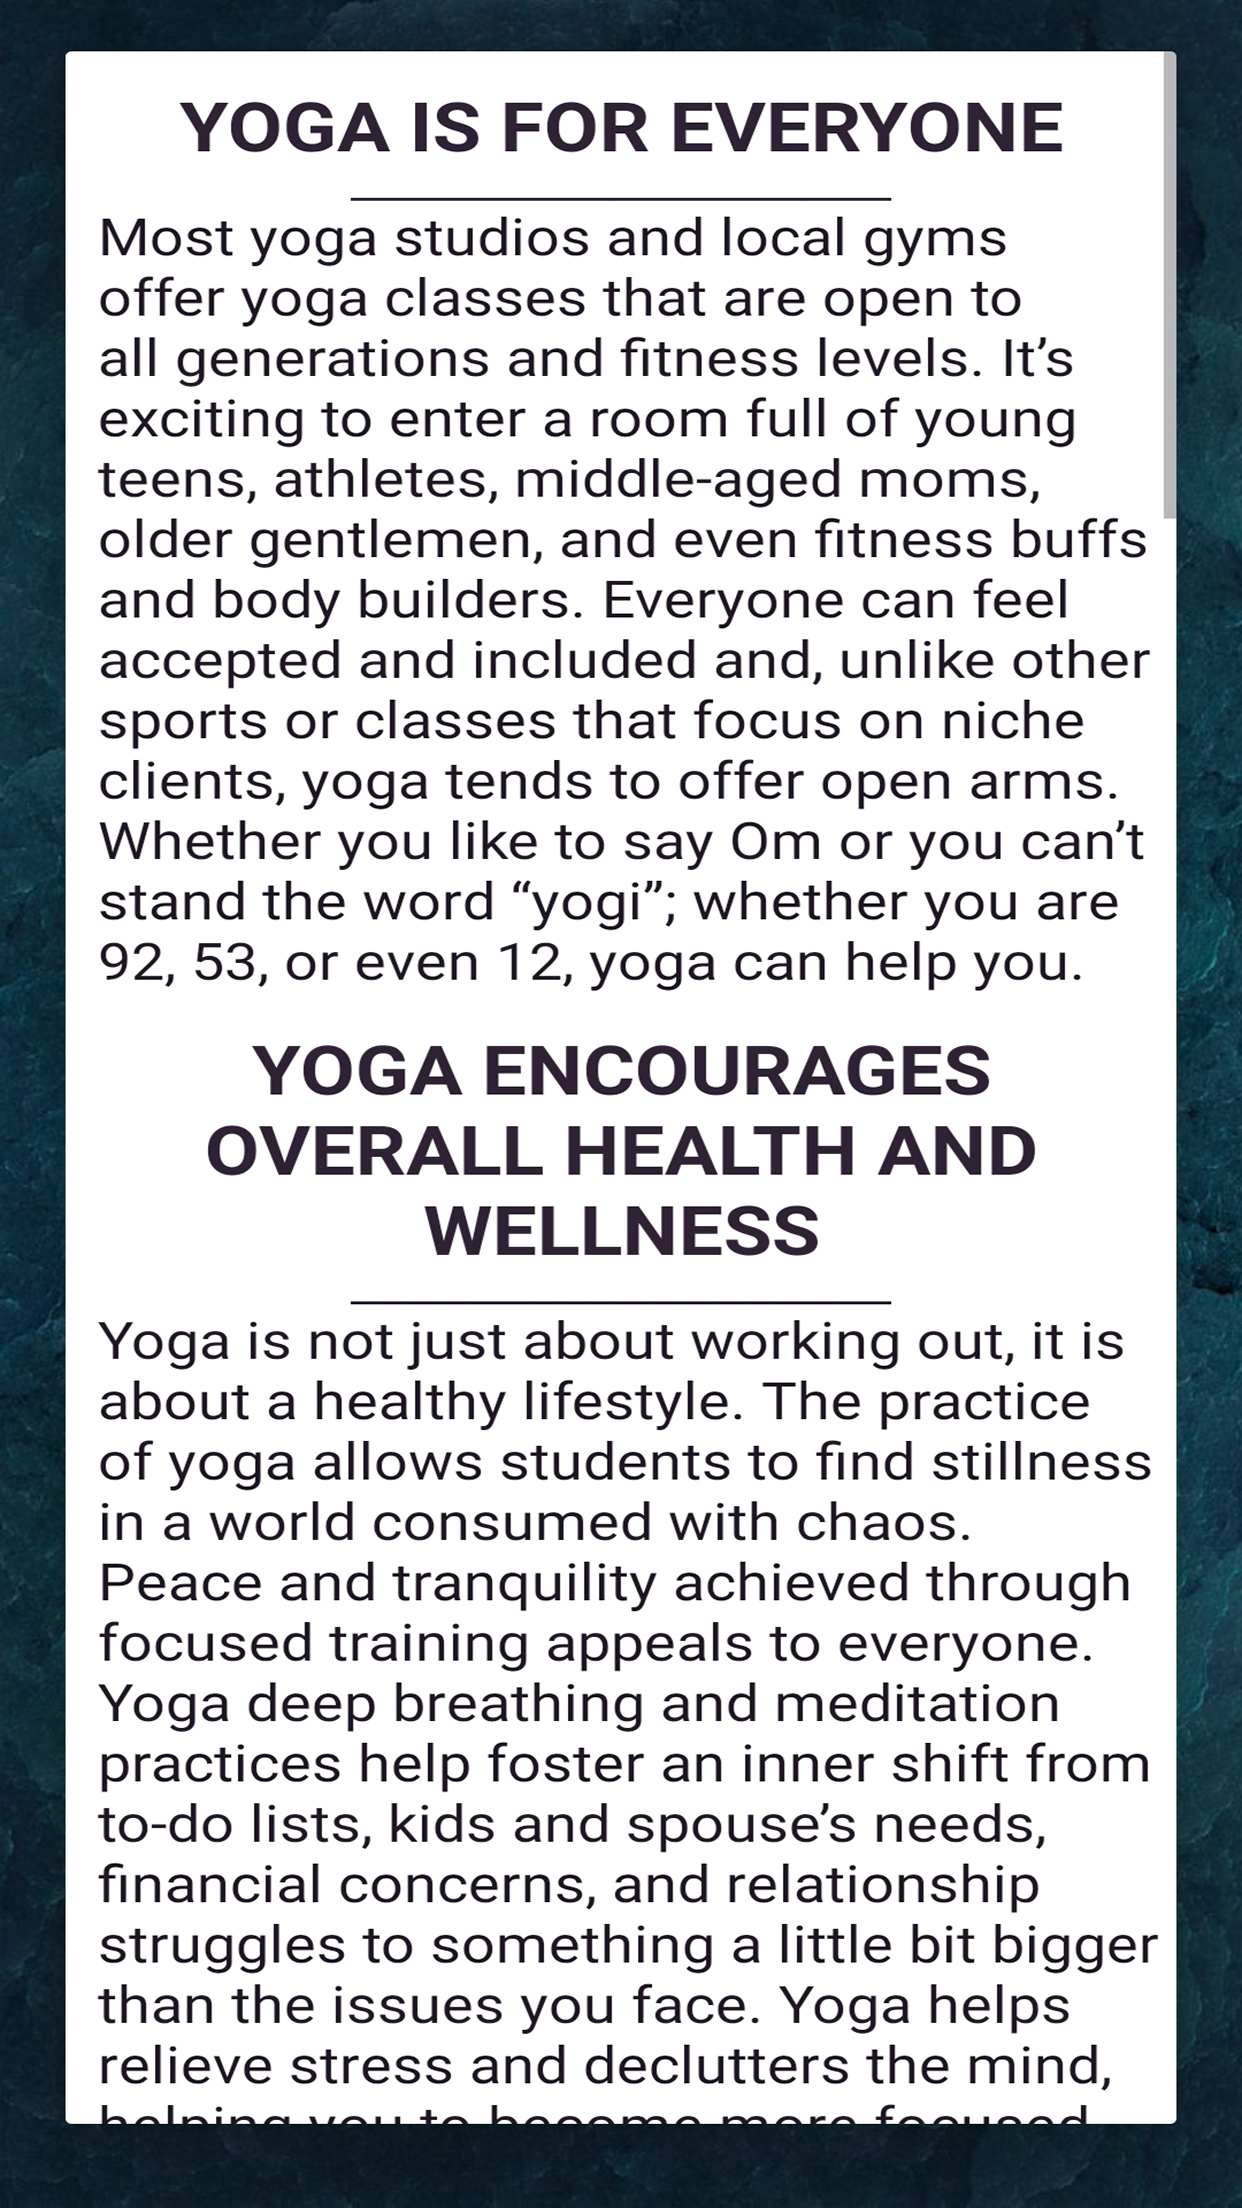 YOGA IS FOR EVERYONE
Most yoga studios and local gyms
offer yoga classes that are open to
all generations and fitness levels. It’s
exciting to enter a room full of young
teens, athletes, middle-aged moms,
older gentlemen, and even fitness buffs
and body builders. Everyone can feel
accepted and included and, unlike other
sports or classes that focus on niche
clients, yoga tends to offer open arms.
Whether you like to say Om or you can’t
stand the word “yogi”; whether you are
92, 53, or even 12, yoga can help you.
YOGA ENCOURAGES
OVERALL HEALTH AND
WELLNESS
Yoga is not just about working out, it is
about a healthy lifestyle. The practice
of yoga allows students to find stillness
in a world consumed with chaos.
Peace and tranquility achieved through
focused training appeals to everyone.
Yoga deep breathing and meditation
practices help foster an inner shift from
to-do lists, kids and spouse’s needs,
financial concerns, and relationship
struggles to something a little bit bigger
than the issues you face. Yoga helps
relieve stress and declutters the mind,
helping you to become more focused